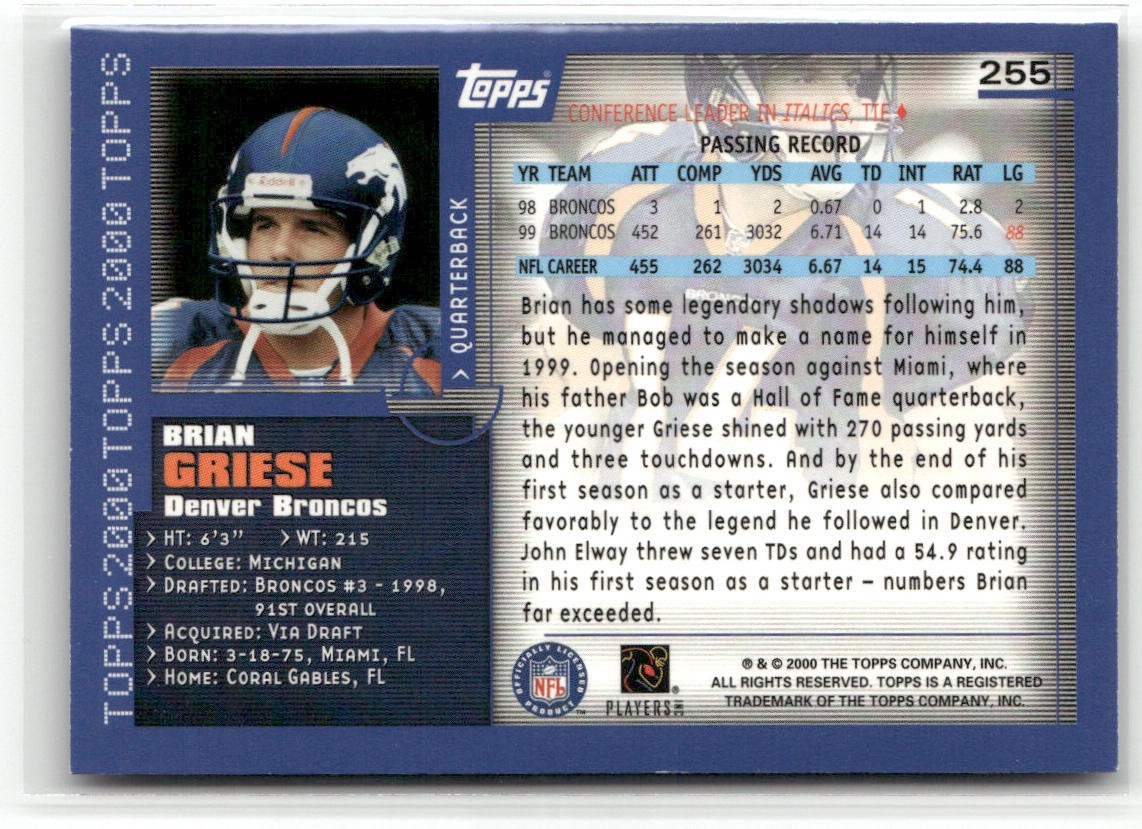 TOPPS 2000 TOPPS 2000 TOPPS 2000 TOPPS
Riddell
TOPPS
> QUARTERBACK
255
CONFERENCE LEADER IN ITALICS, TIE ♦
PASSING RECORD
YR TEAM ATT COMP YDS AVG TD INT RAT LG
98 BRONCOS 3 1 2 0.67 0 1 2.8 2
99 BRONCOS 452 261 3032 6.71 14 14 75.6 88
NFL CAREER 455 262 3034 6.67 14 15 74.4 88
Brian has some legendary shadows following him,
but he managed to make a name for himself in
1999. Opening the season against Miami, where
his father Bob was a Hall of Fame quarterback,
the younger Griese shined with 270 passing yards
and three touchdowns. And by the end of his
first season as a starter, Griese also compared
favorably to the legend he followed in Denver.
John Elway threw seven TDs and had a 54.9 rating
in his first season as a starter – numbers Brian
far exceeded.
BRIAN
GRIESE
Denver Broncos
> HT: 6'3" > WT: 215
> COLLEGE: MICHIGAN
> DRAFTED: BRONCOS #3 - 1998,
91ST OVERALL
> ACQUIRED: VIA DRAFT
> BORN: 3-18-75, MIAMI, FL
> HOME: CORAL GABLES, FL
OFFICIALLY LICENSED PRODUCT ™
NFL
PLAYERS INC ®
® & © 2000 THE TOPPS COMPANY, INC.
ALL RIGHTS RESERVED. TOPPS IS A REGISTERED
TRADEMARK OF THE TOPPS COMPANY, INC.